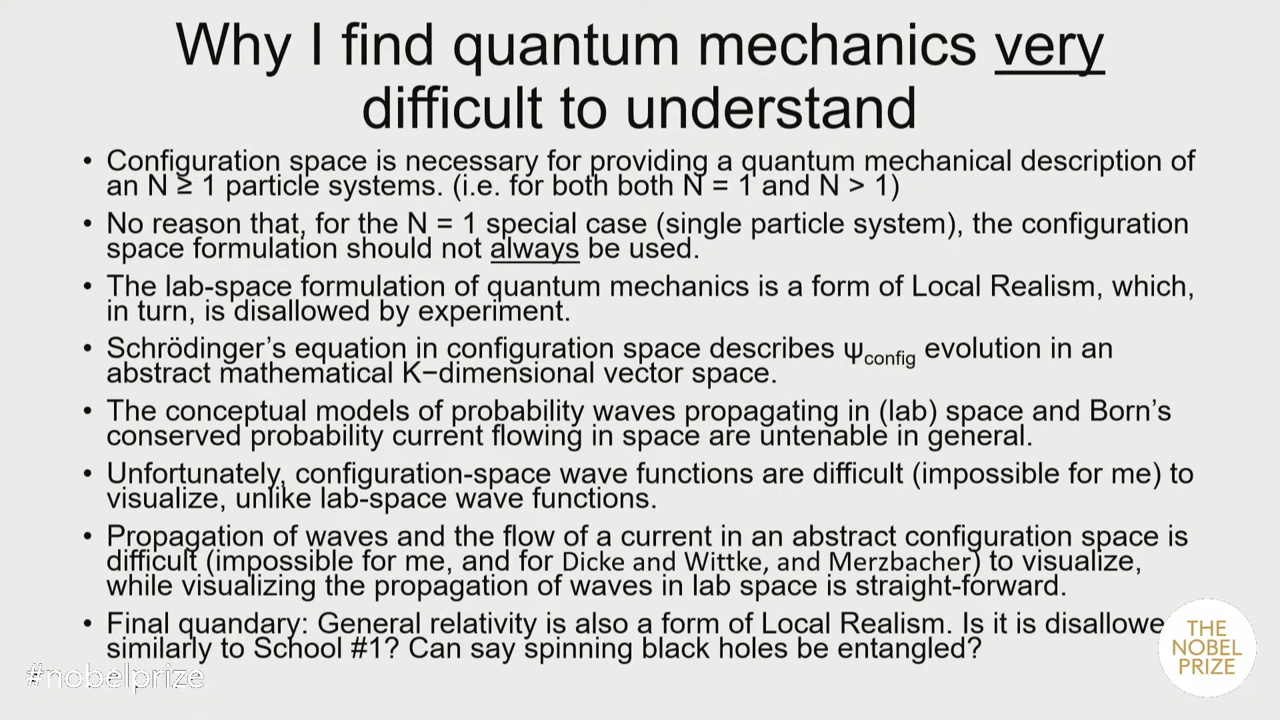 Why I find quantum mechanics very
difficult to understand
• Configuration space is necessary for providing a quantum mechanical description of
an N ≥ 1 particle systems. (i.e. for both both N = 1 and N > 1)
• No reason that, for the N = 1 special case (single particle system), the configuration
space formulation should not always be used.
• The lab-space formulation of quantum mechanics is a form of Local Realism, which,
in turn, is disallowed by experiment.
• Schrödinger’s equation in configuration space describes ψconfig evolution in an
abstract mathematical K−dimensional vector space.
• The conceptual models of probability waves propagating in (lab) space and Born’s
conserved probability current flowing in space are untenable in general.
• Unfortunately, configuration-space wave functions are difficult (impossible for me) to
visualize, unlike lab-space wave functions.
• Propagation of waves and the flow of a current in an abstract configuration space is
difficult (impossible for me, and for Dicke and Wittke, and Merzbacher) to visualize,
while visualizing the propagation of waves in lab space is straight-forward.
• Final quandary: General relativity is also a form of Local Realism. Is it is disallowe
similarly to School #1? Can say spinning black holes be entangled?
#nobelprize
THE
NOBEL
PRIZE